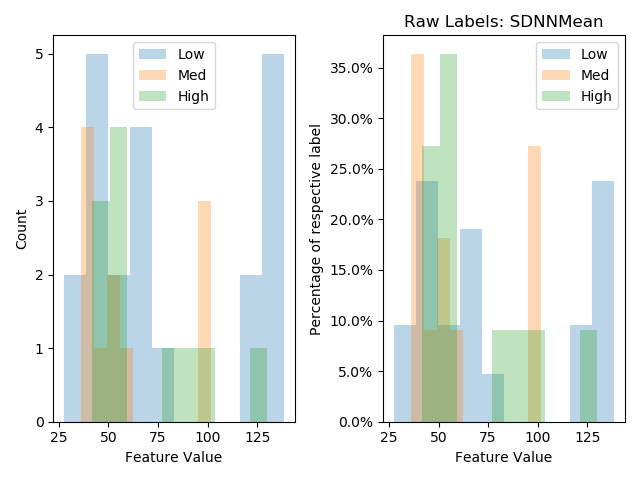 Raw Labels: SDNNMean
Low
Med
High
5
4
3
2
1
0
Count
25
50
75
100
125
Feature Value
Low
Med
High
35.0%
30.0%
25.0%
20.0%
15.0%
10.0%
5.0%
0.0%
Percentage of respective label
25
50
75
100
125
Feature Value